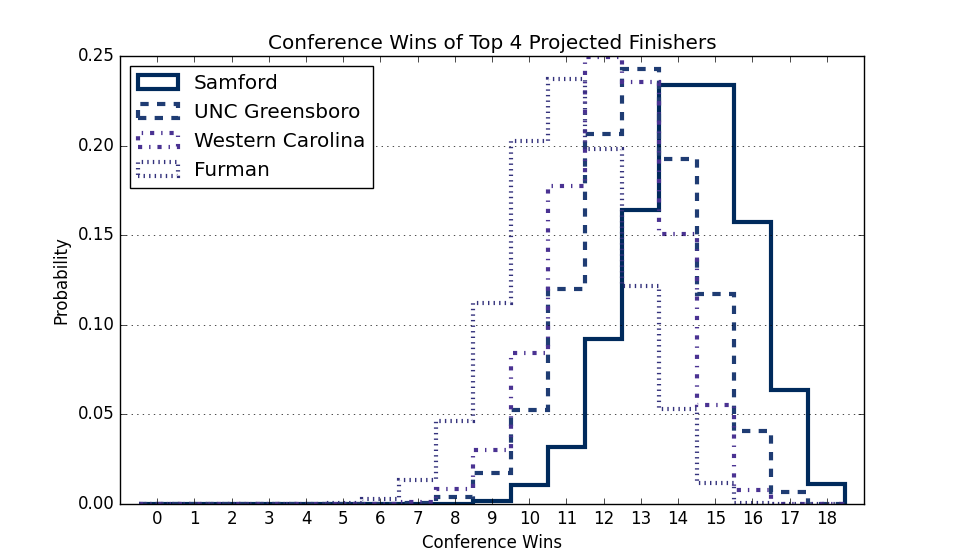 Conference Wins of Top 4 Projected Finishers
0.25
0.20
0.15
0.10
0.05
0.00
Probability
Samford
UNC Greensboro
Western Carolina
Furman
0 1 2 3 4 5 6 7 8 9 10 11 12 13 14 15 16 17 18
Conference Wins